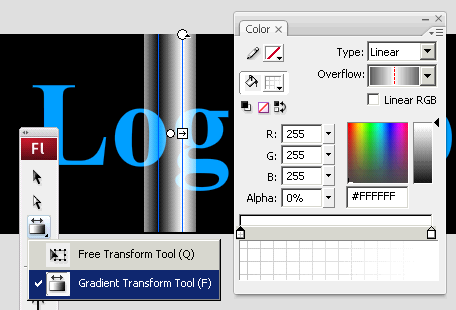 Color ×
Type: Linear
Overflow:
Linear RGB
R: 255
G: 255
B: 255
Alpha: 0%
#FFFFFF
Log
Fl
Free Transform Tool (Q)
Gradient Transform Tool (F)